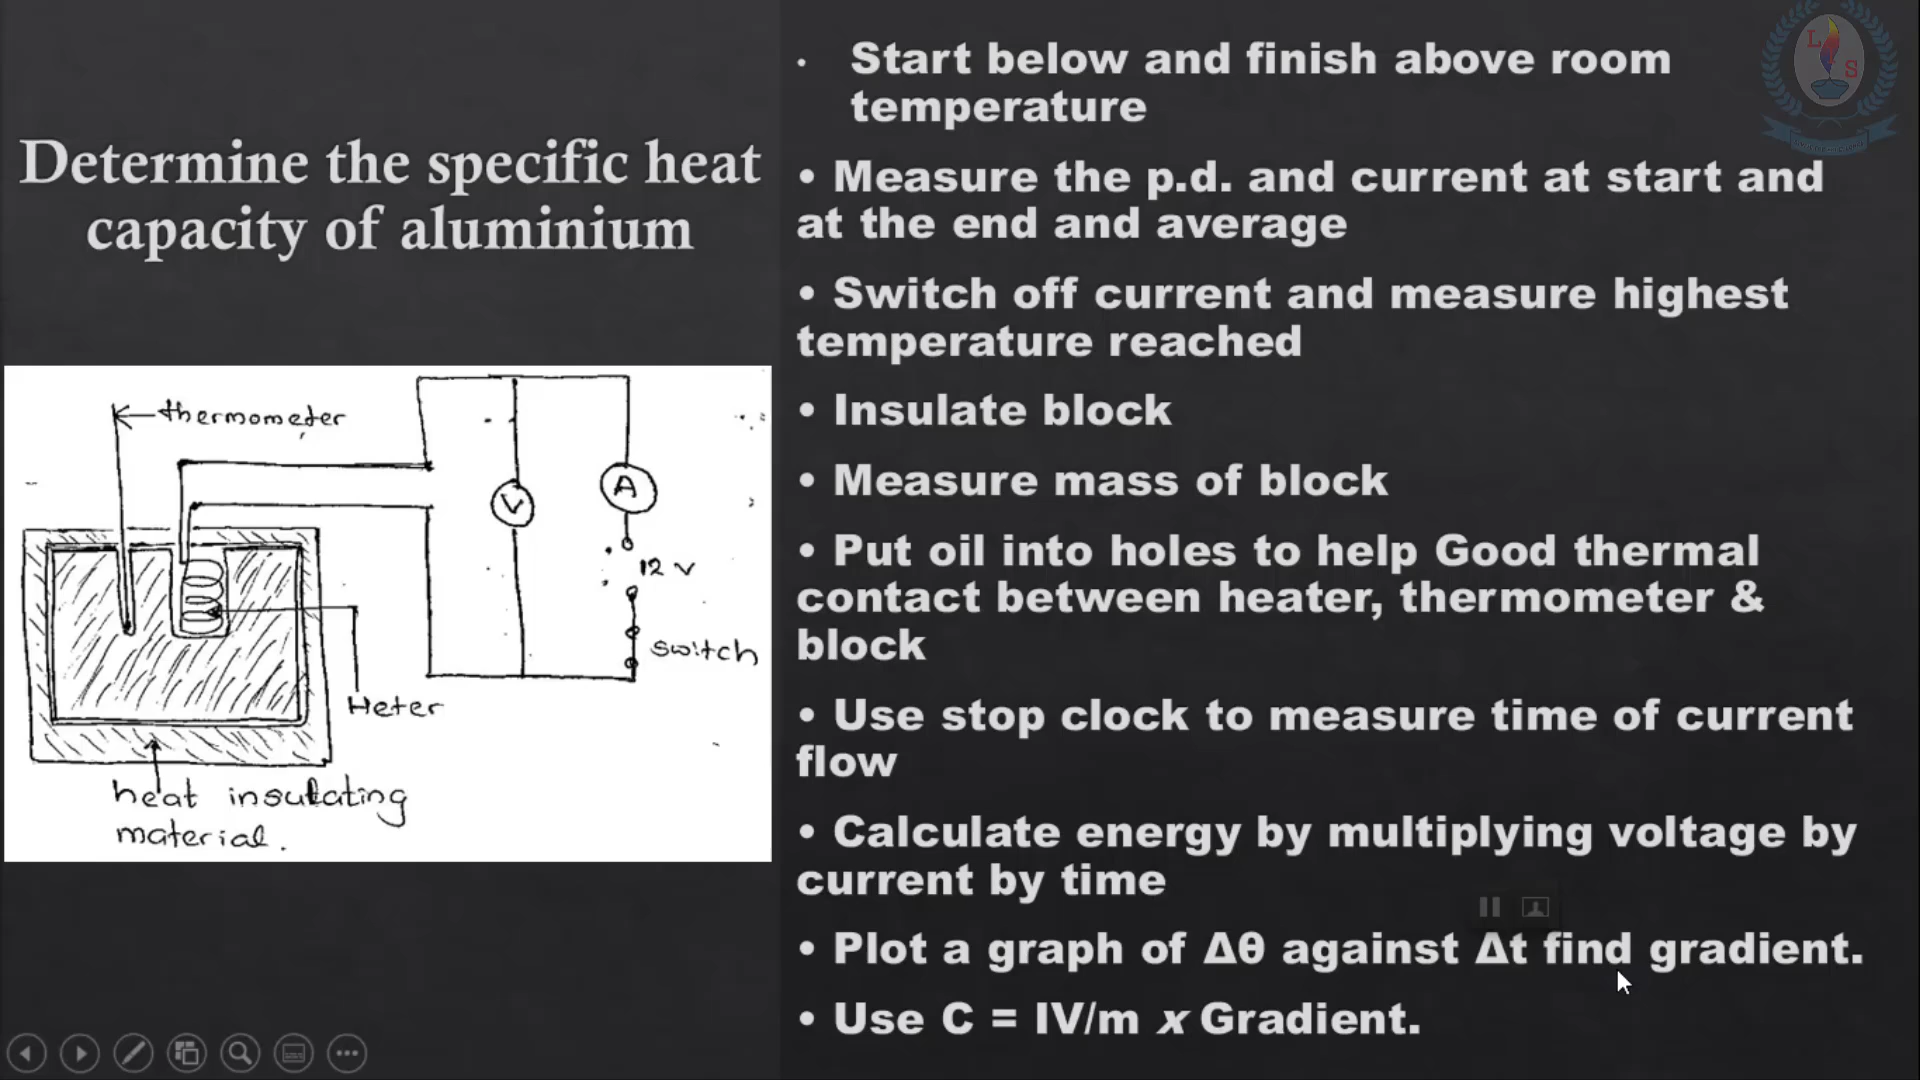 Determine the specific heat
capacity of aluminium
thermometer
V
A
12 v
switch
Heter
heat insulating
material.
• Start below and finish above room
temperature
• Measure the p.d. and current at start and
at the end and average
• Switch off current and measure highest
temperature reached
• Insulate block
• Measure mass of block
• Put oil into holes to help Good thermal
contact between heater, thermometer &
block
• Use stop clock to measure time of current
flow
• Calculate energy by multiplying voltage by
current by time
• Plot a graph of Δθ against Δt find gradient.
• Use C = IV/m x Gradient.
L
S